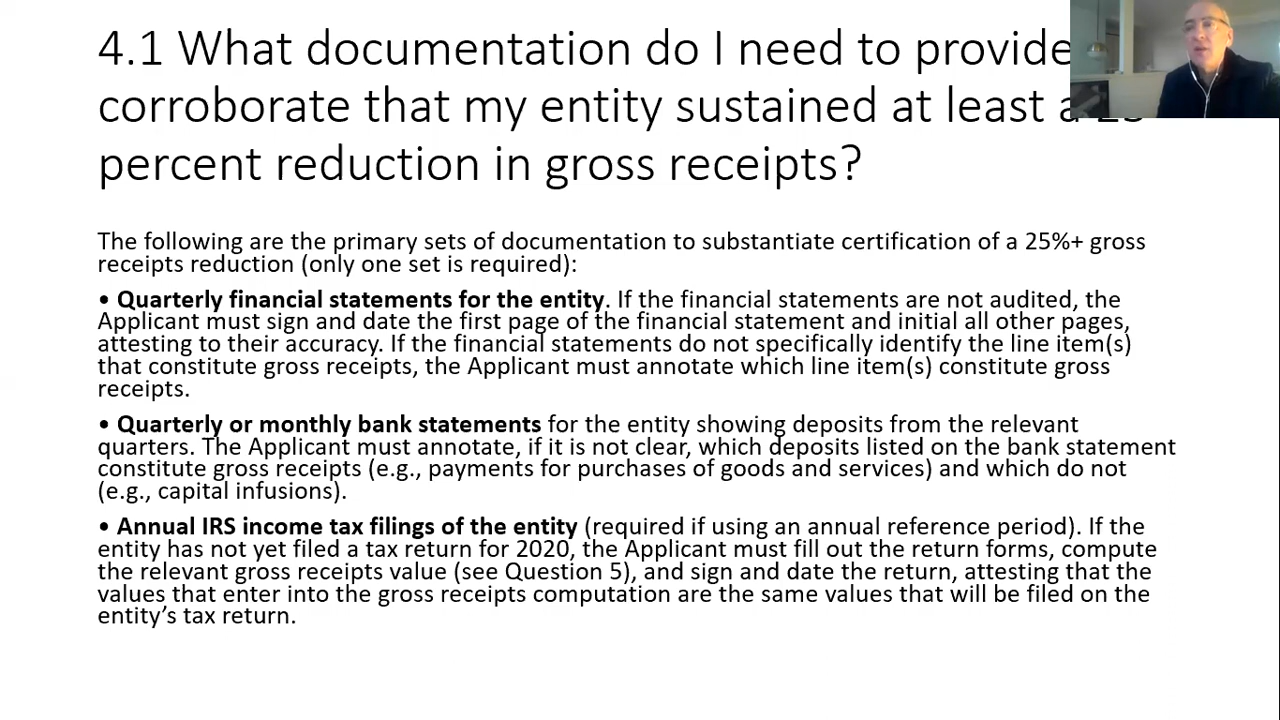 4.1 What documentation do I need to provide
corroborate that my entity sustained at least a
percent reduction in gross receipts?
The following are the primary sets of documentation to substantiate certification of a 25%+ gross
receipts reduction (only one set is required):
• Quarterly financial statements for the entity. If the financial statements are not audited, the
Applicant must sign and date the first page of the financial statement and initial all other pages,
attesting to their accuracy. If the financial statements do not specifically identify the line item(s)
that constitute gross receipts, the Applicant must annotate which line item(s) constitute gross
receipts.
• Quarterly or monthly bank statements for the entity showing deposits from the relevant
quarters. The Applicant must annotate, if it is not clear, which deposits listed on the bank statement
constitute gross receipts (e.g., payments for purchases of goods and services) and which do not
(e.g., capital infusions).
• Annual IRS income tax filings of the entity (required if using an annual reference period). If the
entity has not yet filed a tax return for 2020, the Applicant must fill out the return forms, compute
the relevant gross receipts value (see Question 5), and sign and date the return, attesting that the
values that enter into the gross receipts computation are the same values that will be filed on the
entity’s tax return.